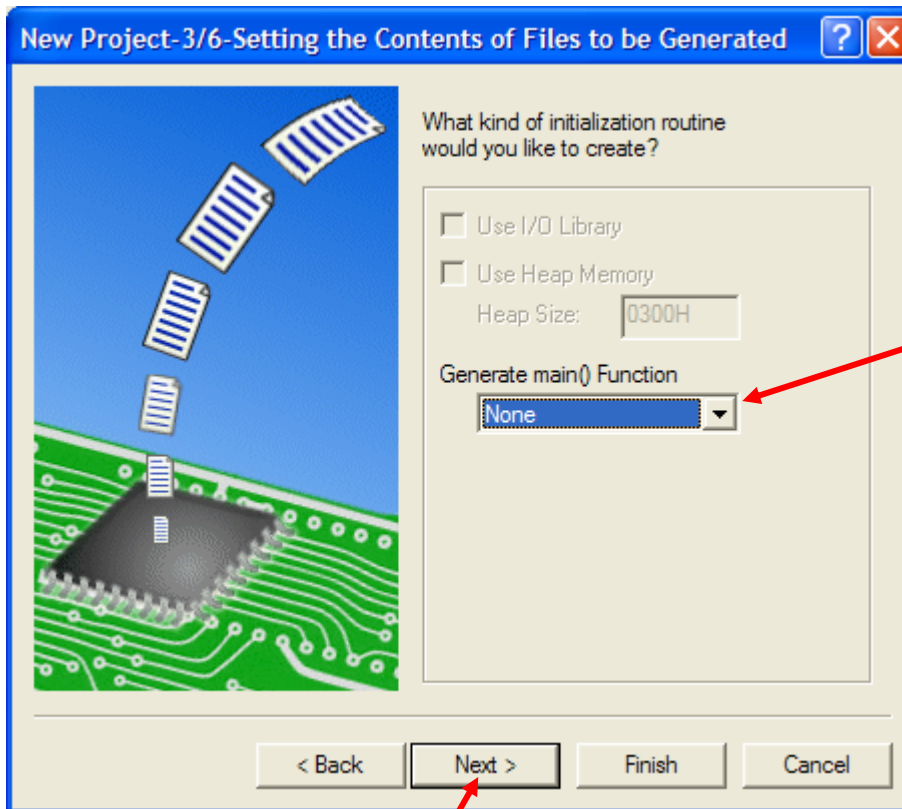 New Project-3/6-Setting the Contents of Files to be Generated
What kind of initialization routine
would you like to create?
Use I/O Library
Use Heap Memory
Heap Size: 0300H
Generate main() Function
None
< Back Next > Finish Cancel